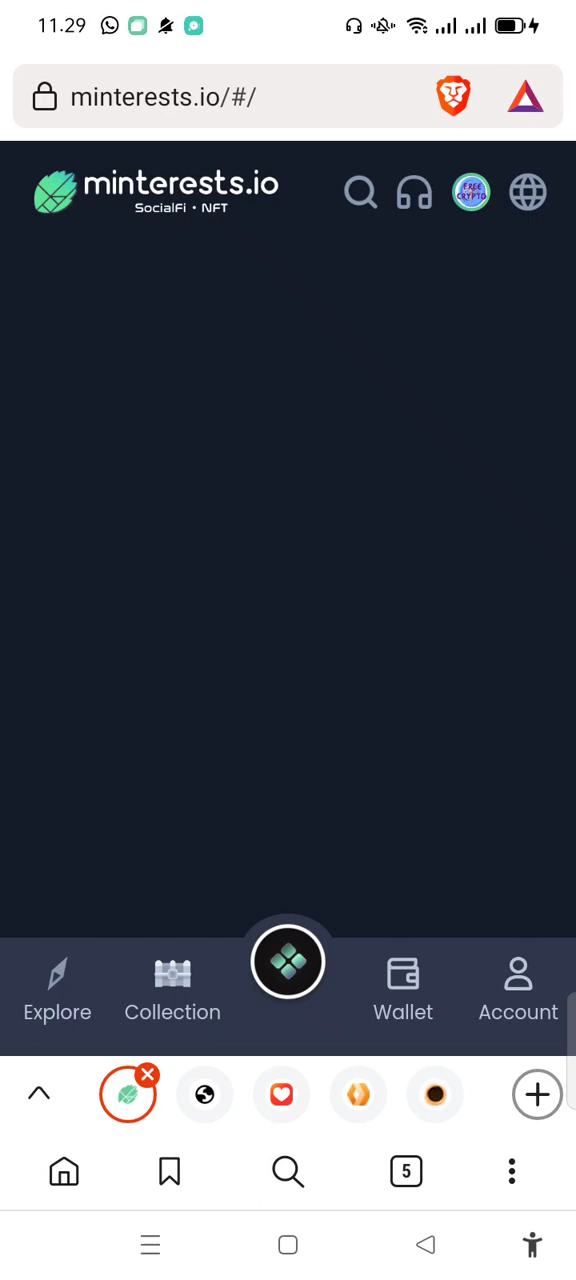 11.29
minterests.io/#/
minterests.io
SocialFi • NFT
FREE
CRYPTO
Explore
Collection
Wallet
Account
5